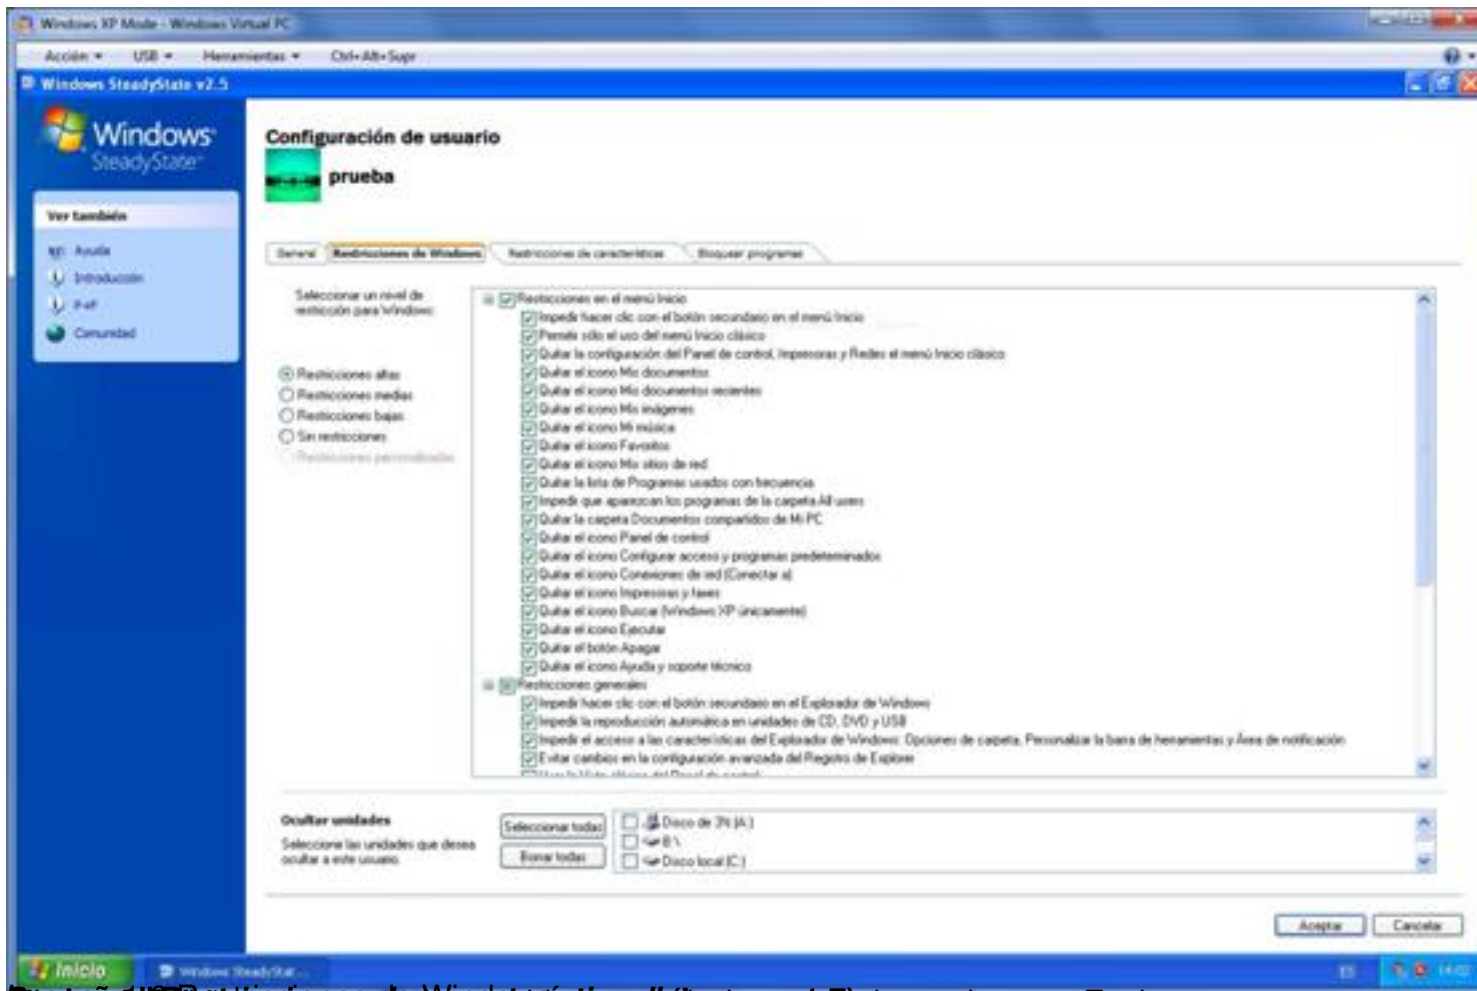 Windows XP Mode - Windows Virtual PC
Acción USB Herramientas Ctrl+Alt+Supr
Windows SteadyState v2.5
Windows
SteadyState
Configuración de usuario
prueba
Ver también
Ayuda
Introducción
P+F
Comunidad
General Restricciones de Windows Restricciones de características Bloquear programas
Seleccionar un nivel de
restricción para Windows:
Restricciones altas
Restricciones medias
Restricciones bajas
Sin restricciones
Restricciones personalizadas
Restricciones en el menú Inicio
Impedir hacer clic con el botón secundario en el menú Inicio
Permitir sólo el uso del menú Inicio clásico
Quitar la configuración del Panel de control, Impresoras y Redes el menú Inicio clásico
Quitar el icono Mis documentos
Quitar el icono Mis documentos recientes
Quitar el icono Mis imágenes
Quitar el icono Mi música
Quitar el icono Favoritos
Quitar el icono Mis sitios de red
Quitar la lista de Programas usados con frecuencia
Impedir que aparezcan los programas de la carpeta All users
Quitar la carpeta Documentos compartidos de Mi PC
Quitar el icono Panel de control
Quitar el icono Configurar acceso y programas predeterminados
Quitar el icono Conexiones de red (Conectar a)
Quitar el icono Impresoras y faxes
Quitar el icono Buscar (Windows XP únicamente)
Quitar el icono Ejecutar
Quitar el botón Apagar
Quitar el icono Ayuda y soporte técnico
Restricciones generales
Impedir hacer clic con el botón secundario en el Explorador de Windows
Impedir la reproducción automática en unidades de CD, DVD y USB
Impedir el acceso a las características del Explorador de Windows: Opciones de carpeta, Personalizar la barra de herramientas y Área de notificación
Evitar cambios en la configuración avanzada del Registro de Explorer
Ocultar unidades
Seleccione las unidades que desea
ocultar a este usuario.
Seleccionar todas
Borrar todas
Disco de 3½ (A:)
B:\
Disco local (C:)
Aceptar Cancelar
Inicio Windows SteadyStat... ES 14:02